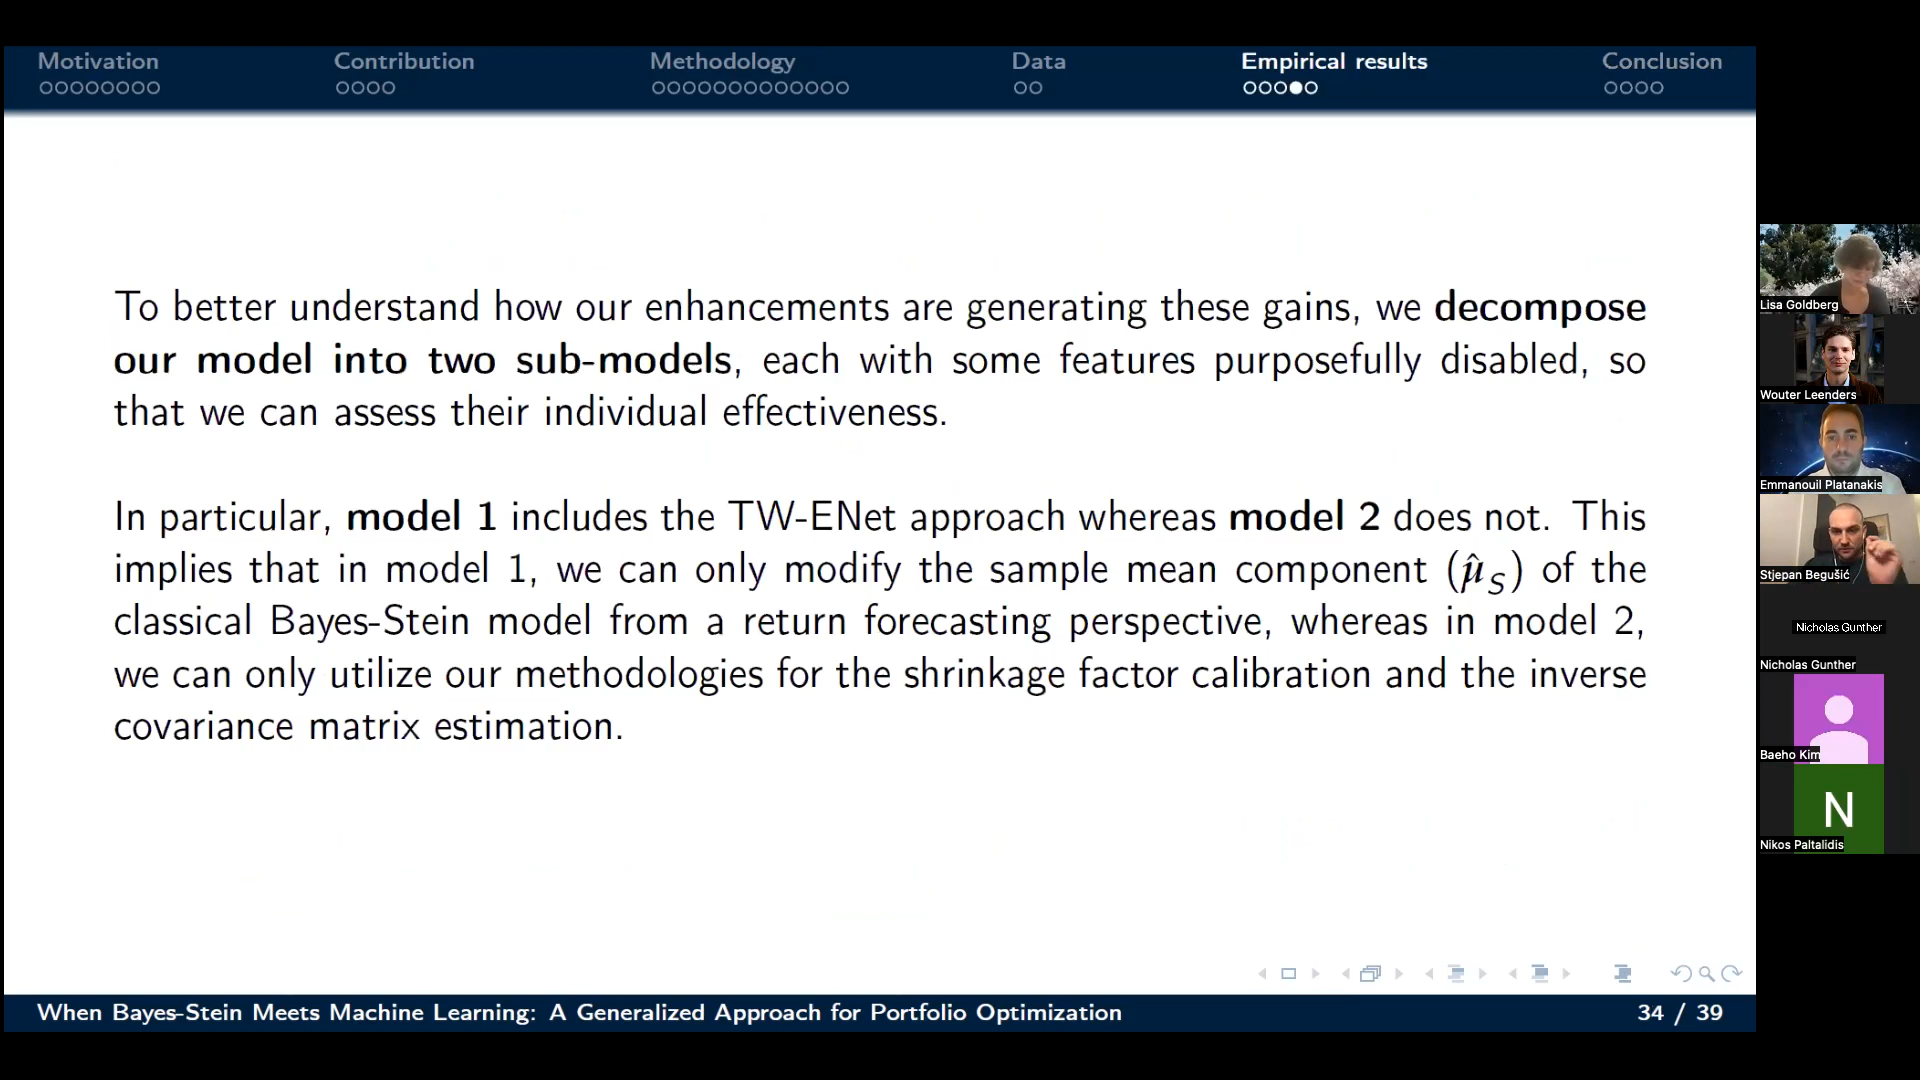 Motivation Contribution Methodology Data Empirical results Conclusion
To better understand how our enhancements are generating these gains, we decompose
our model into two sub-models, each with some features purposefully disabled, so
that we can assess their individual effectiveness.
In particular, model 1 includes the TW-ENet approach whereas model 2 does not. This
implies that in model 1, we can only modify the sample mean component (μ̂_S) of the
classical Bayes-Stein model from a return forecasting perspective, whereas in model 2,
we can only utilize our methodologies for the shrinkage factor calibration and the inverse
covariance matrix estimation.
When Bayes-Stein Meets Machine Learning: A Generalized Approach for Portfolio Optimization 34 / 39
Lisa Goldberg
Wouter Leenders
Emmanouil Platanakis
Stjepan Begušić
Nicholas Gunther
Nicholas Gunther
Baeho Kim
N
Nikos Paltalidis